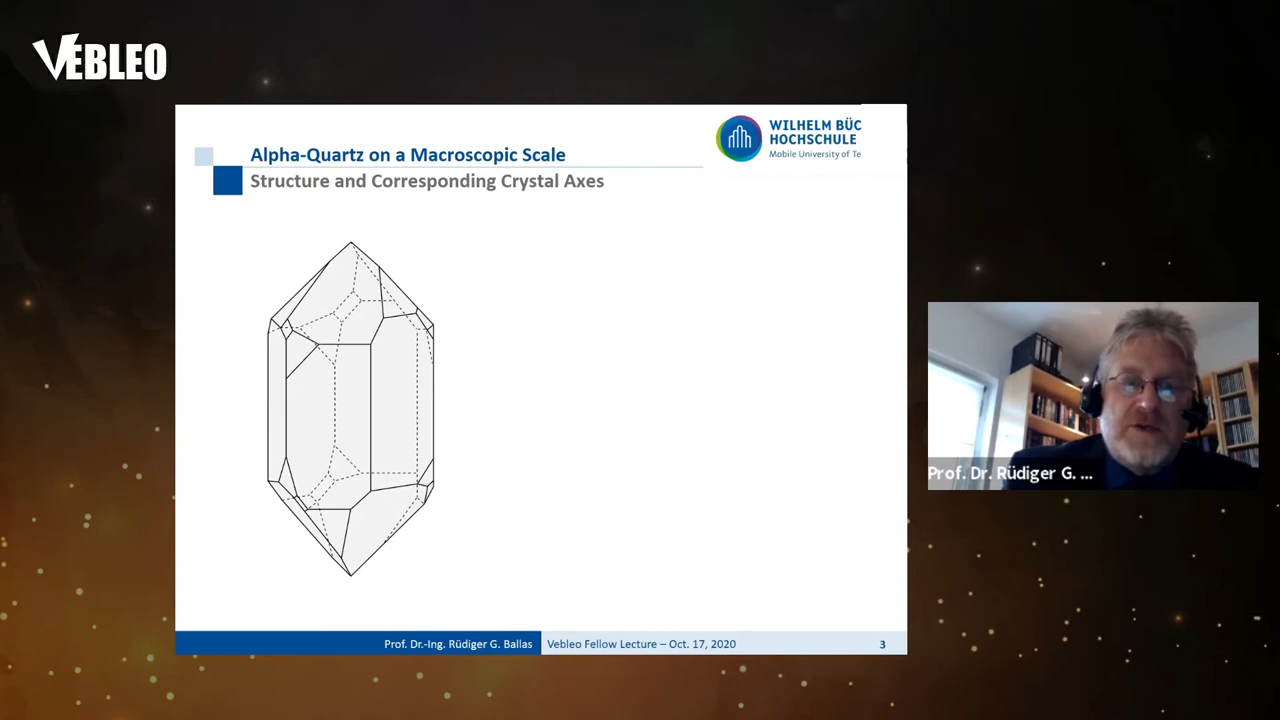 VEBLEO
WILHELM BÜC
HOCHSCHULE
Mobile University of Te
Alpha-Quartz on a Macroscopic Scale
Structure and Corresponding Crystal Axes
Prof. Dr. Rüdiger G. ...
Prof. Dr.-Ing. Rüdiger G. Ballas
Vebleo Fellow Lecture – Oct. 17, 2020
3